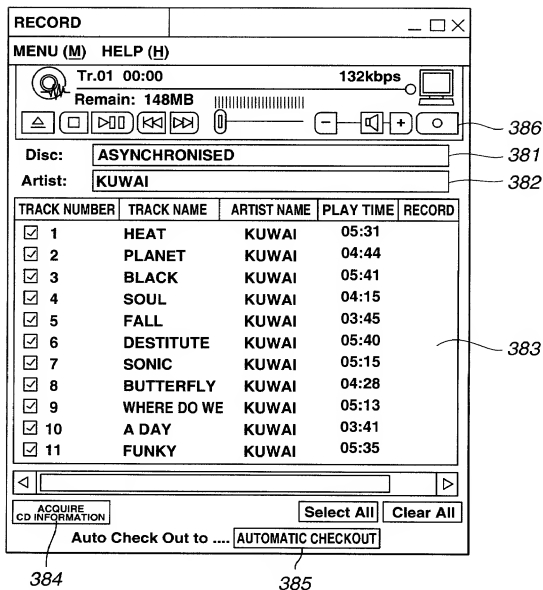 RECORD
MENU (M) HELP (H)
Tr.01 00:00 132kbps
Remain: 148MB
386
Disc: ASYNCHRONISED 381
Artist: KUWAI 382
TRACK NUMBER TRACK NAME ARTIST NAME PLAY TIME RECORD
1 HEAT KUWAI 05:31
2 PLANET KUWAI 04:44
3 BLACK KUWAI 05:41
4 SOUL KUWAI 04:15
5 FALL KUWAI 03:45
6 DESTITUTE KUWAI 05:40
383
7 SONIC KUWAI 05:15
8 BUTTERFLY KUWAI 04:28
9 WHERE DO WE KUWAI 05:13
10 A DAY KUWAI 03:41
11 FUNKY KUWAI 05:35
ACQUIRE
CD INFORMATION
Select All Clear All
Auto Check Out to .... AUTOMATIC CHECKOUT
384 385